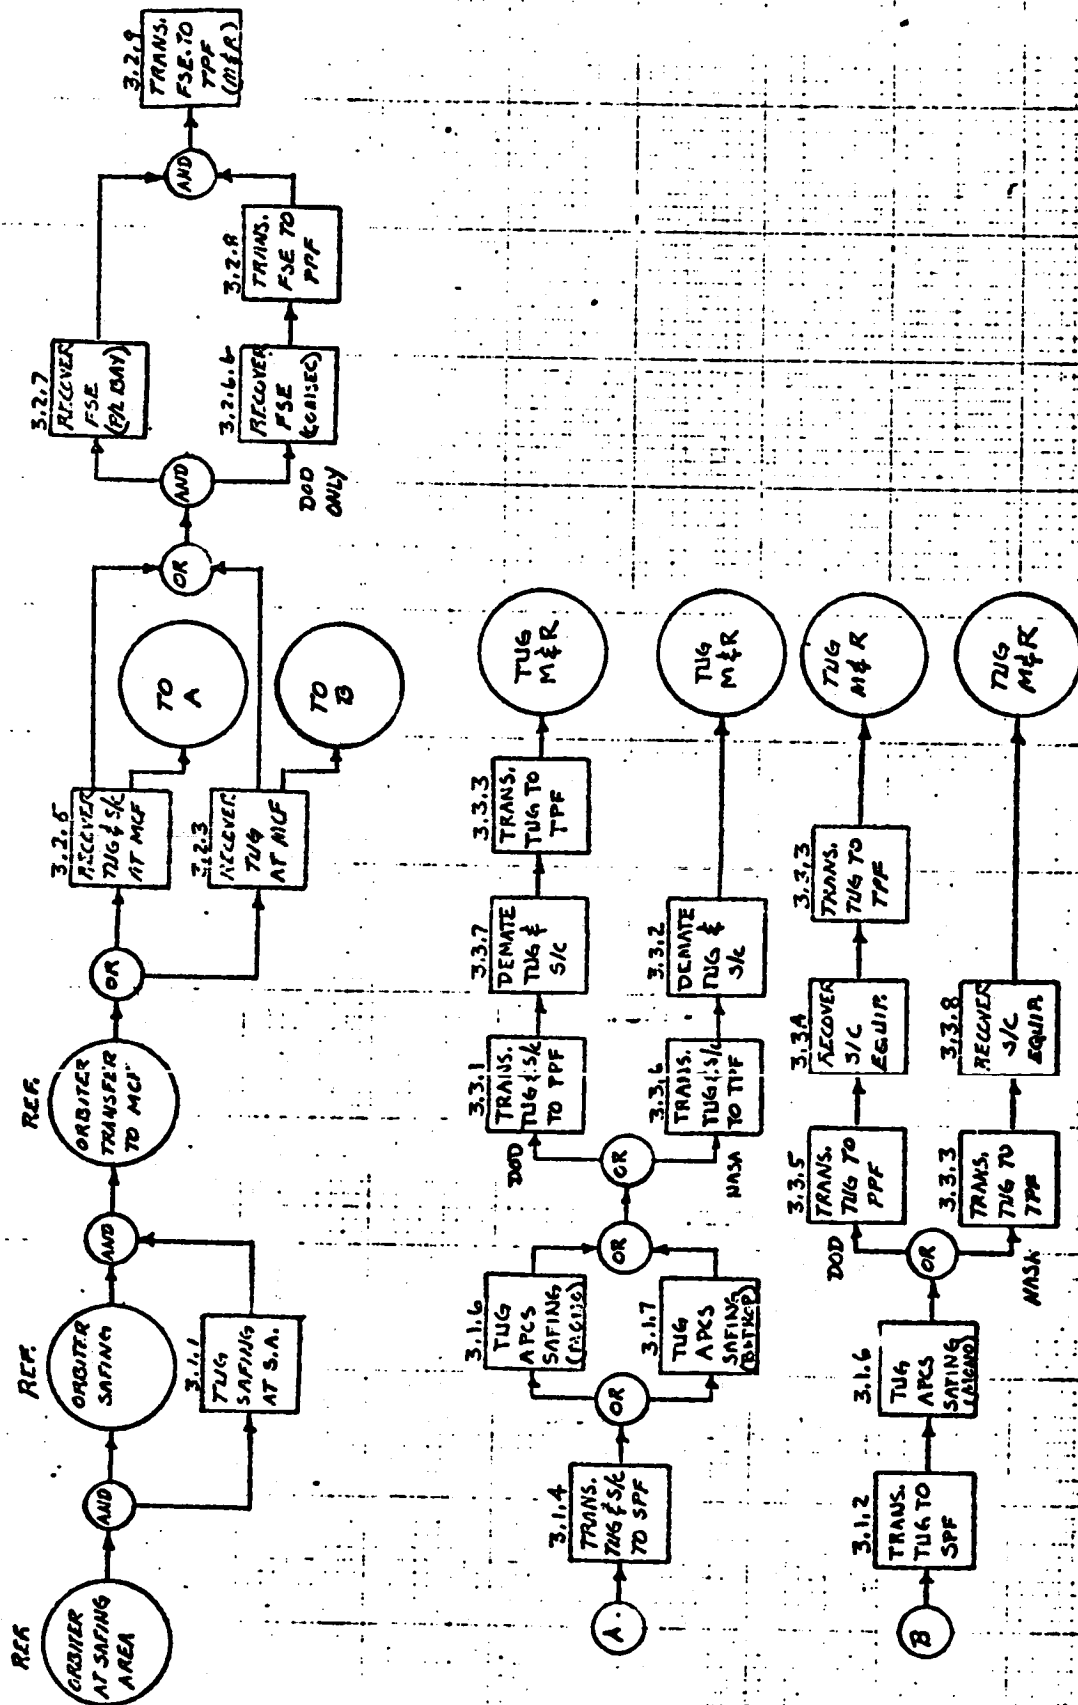 REF.
ORBITER
AT SAFING
AREA
AND
REF.
ORBITER
SAFING
3.1.1
TUG
SAFING
AT S.A.
AND
REF.
ORBITER
TRANSFER
TO MCF
OR
3.2.5
RECOVER
TUG & S/C
AT MCF
3.2.3
RECOVER
TUG
AT MCF
TO
A
TO
B
OR
AND
3.2.7
RECOVER
FSE
(P/L BAY)
3.2.6.6
RECOVER
FSE
DOD
ONLY
3.2.8
TRANS.
FSE TO
PPF
AND
3.2.9
TRANS.
FSE TO
TPF
(M&R)
A
3.1.4
TRANS.
TUG & S/C
TO SPF
OR
3.1.6
TUG
APCS
SAFING
3.1.7
TUG
APCS
SAFING
OR
OR
DOD
3.3.1
TRANS.
TUG & S/C
TO TPF
3.3.7
DEMATE
TUG &
S/C
3.3.3
TRANS.
TUG TO
TPF
TUG
M & R
NASA
3.3.6
TRANS.
TUG & S/C
TO TPF
3.3.2
DEMATE
TUG &
S/C
TUG
M & R
B
3.1.2
TRANS.
TUG TO
SPF
3.1.6
TUG
APCS
SAFING
OR
DOD
3.3.5
TRANS.
TUG TO
PPF
3.3.4
RECOVER
S/C
EQUIP.
3.3.3
TRANS.
TUG TO
TPF
TUG
M & R
NASA
3.3.3
TRANS.
TUG TO
TPF
3.3.8
RECOVER
S/C
EQUIP.
TUG
M & R